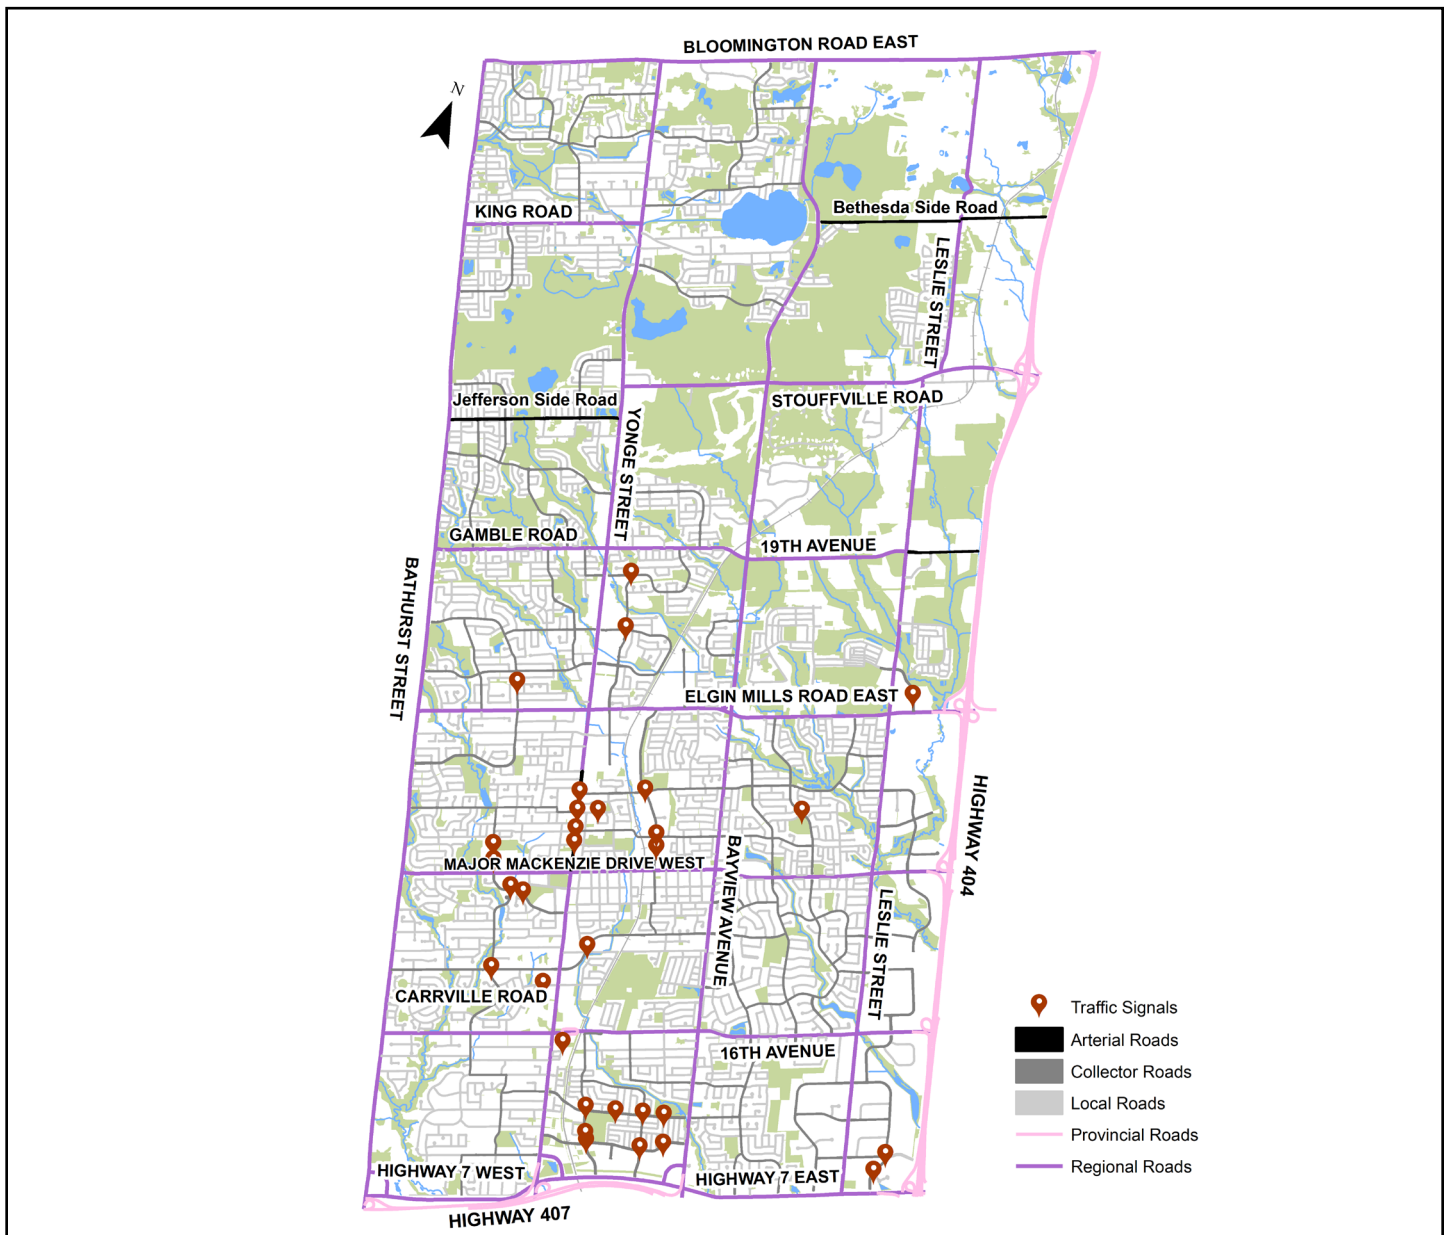 BLOOMINGTON ROAD EAST
N
KING ROAD
Bethesda Side Road
LESLIE STREET
Jefferson Side Road
STOUFFVILLE ROAD
YONGE STREET
GAMBLE ROAD
19TH AVENUE
BATHURST STREET
ELGIN MILLS ROAD EAST
HIGHWAY 404
MAJOR MACKENZIE DRIVE WEST
BAYVIEW AVENUE
LESLIE STREET
CARRVILLE ROAD
16TH AVENUE
HIGHWAY 7 WEST
HIGHWAY 7 EAST
HIGHWAY 407
Traffic Signals
Arterial Roads
Collector Roads
Local Roads
Provincial Roads
Regional Roads